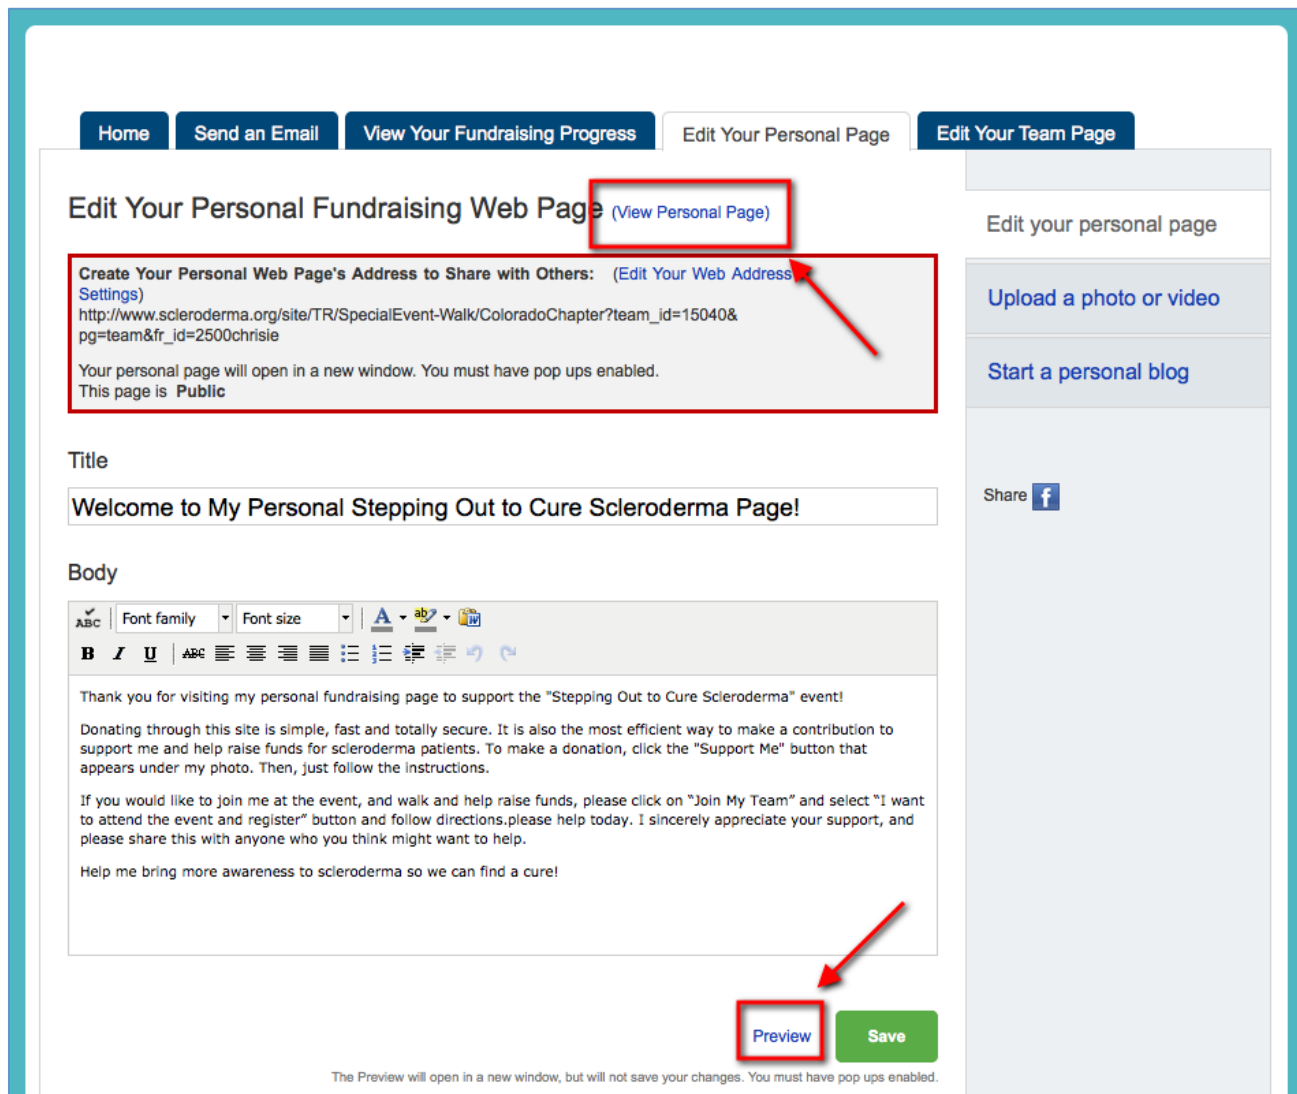 Home
Send an Email
View Your Fundraising Progress
Edit Your Personal Page
Edit Your Team Page
Edit Your Personal Fundraising Web Page (View Personal Page)
Create Your Personal Web Page's Address to Share with Others: (Edit Your Web Address
Settings)
http://www.scleroderma.org/site/TR/SpecialEvent-Walk/ColoradoChapter?team_id=15040&
pg=team&fr_id=2500chrisie
Your personal page will open in a new window. You must have pop ups enabled.
This page is Public
Title
Welcome to My Personal Stepping Out to Cure Scleroderma Page!
Body
ABC
Font family
Font size
A
ab
W
B I U ABC
Thank you for visiting my personal fundraising page to support the "Stepping Out to Cure Scleroderma" event!
Donating through this site is simple, fast and totally secure. It is also the most efficient way to make a contribution to
support me and help raise funds for scleroderma patients. To make a donation, click the "Support Me" button that
appears under my photo. Then, just follow the instructions.
If you would like to join me at the event, and walk and help raise funds, please click on “Join My Team” and select “I want
to attend the event and register” button and follow directions.please help today. I sincerely appreciate your support, and
please share this with anyone who you think might want to help.
Help me bring more awareness to scleroderma so we can find a cure!
Preview
Save
The Preview will open in a new window, but will not save your changes. You must have pop ups enabled.
Edit your personal page
Upload a photo or video
Start a personal blog
Share f